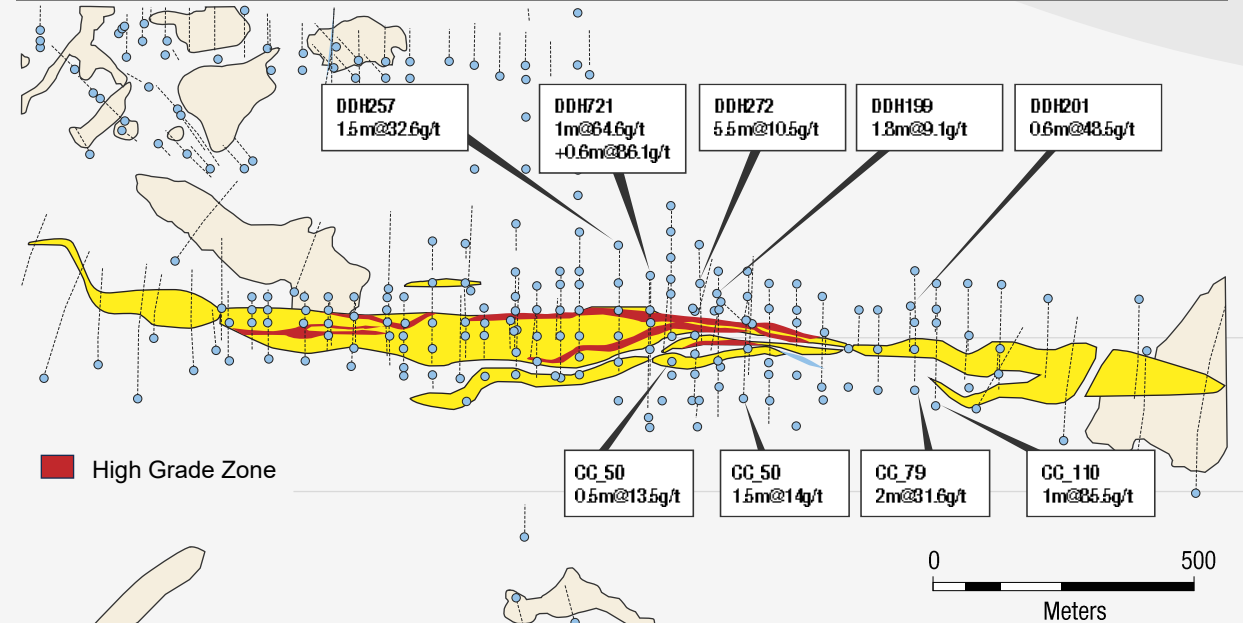 DDH257
1.5m@32.6g/t
DDH721
1m@64.6g/t
+0.6m@86.1g/t
DDH272
5.5m@10.5g/t
DDH199
1.8m@9.1g/t
DDH201
0.6m@48.5g/t
High Grade Zone
CC_50
0.5m@13.5g/t
CC_50
1.5m@14g/t
CC_79
2m@31.6g/t
CC_110
1m@85.5g/t
0 500
Meters